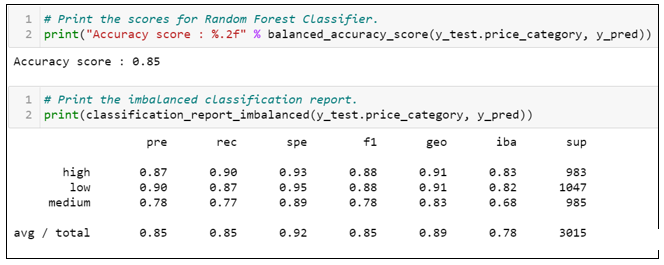 1 # Print the scores for Random Forest Classifier.
2 print("Accuracy score : %.2f" % balanced_accuracy_score(y_test.price_category, y_pred))
Accuracy score : 0.85
1 # Print the imbalanced classification report.
2 print(classification_report_imbalanced(y_test.price_category, y_pred))
pre rec spe f1 geo iba sup
high 0.87 0.90 0.93 0.88 0.91 0.83 983
low 0.90 0.87 0.95 0.88 0.91 0.82 1047
medium 0.78 0.77 0.89 0.78 0.83 0.68 985
avg / total 0.85 0.85 0.92 0.85 0.89 0.78 3015